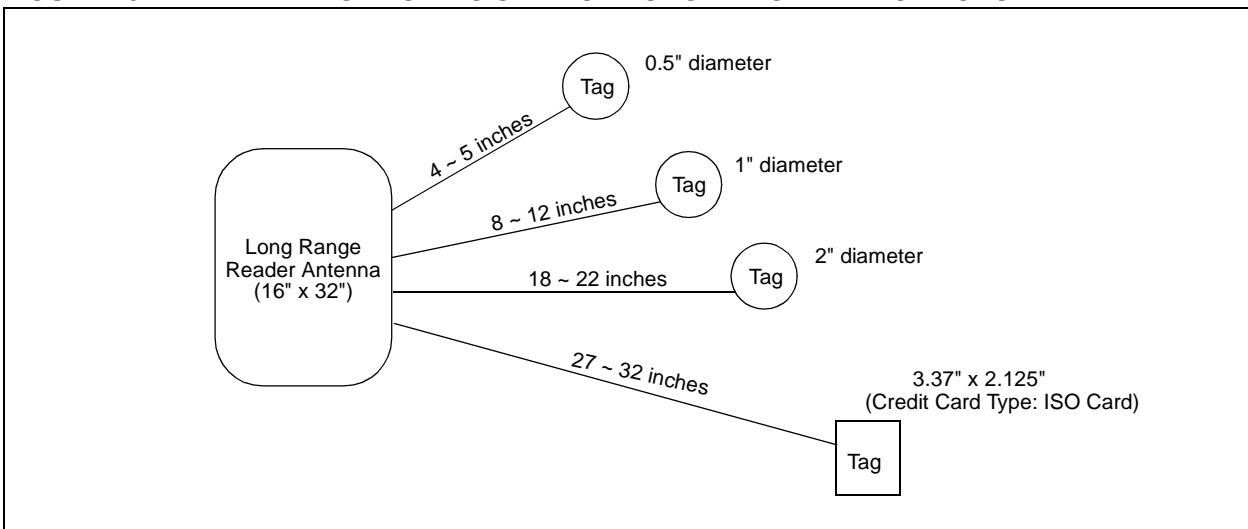 0.5" diameter
Tag
4 ~ 5 inches
1" diameter
Tag
8 ~ 12 inches
Long Range
Reader Antenna
(16" x 32")
2" diameter
Tag
18 ~ 22 inches
27 ~ 32 inches
3.37" x 2.125"
(Credit Card Type: ISO Card)
Tag